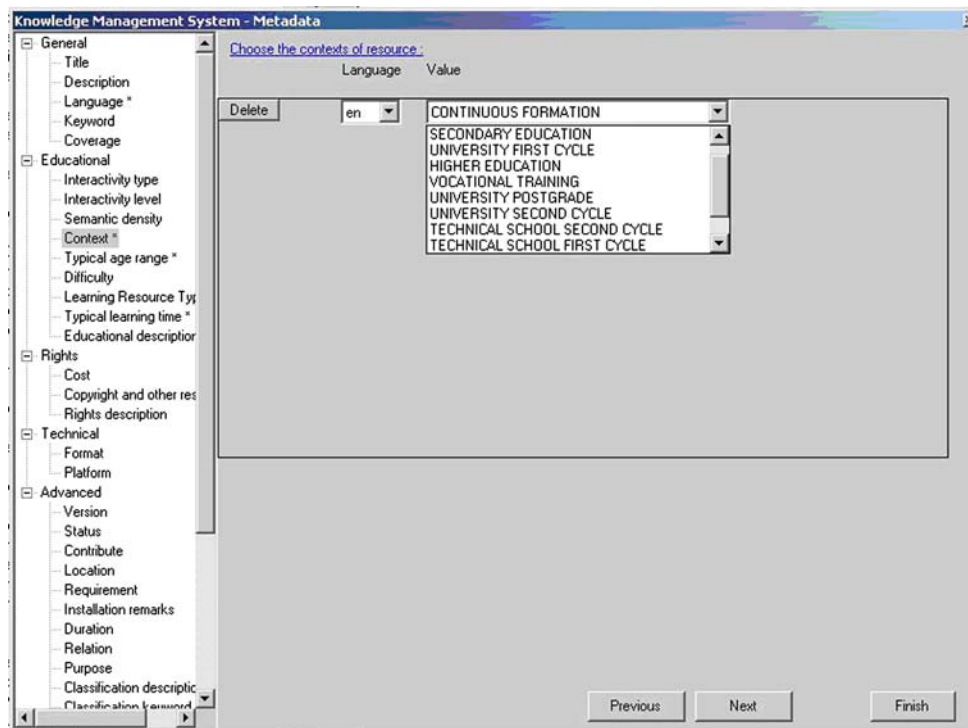 Knowledge Management System - Metadata
General
Title
Description
Language *
Keyword
Coverage
Educational
Interactivity type
Interactivity level
Semantic density
Context *
Typical age range *
Difficulty
Learning Resource Typ
Typical learning time *
Educational description
Rights
Cost
Copyright and other res
Rights description
Technical
Format
Platform
Advanced
Version
Status
Contribute
Location
Requirement
Installation remarks
Duration
Relation
Purpose
Classification descriptic
Classification keyword
Choose the contexts of resource :
Language Value
Delete en CONTINUOUS FORMATION
SECONDARY EDUCATION
UNIVERSITY FIRST CYCLE
HIGHER EDUCATION
VOCATIONAL TRAINING
UNIVERSITY POSTGRADE
UNIVERSITY SECOND CYCLE
TECHNICAL SCHOOL SECOND CYCLE
TECHNICAL SCHOOL FIRST CYCLE
Previous Next Finish